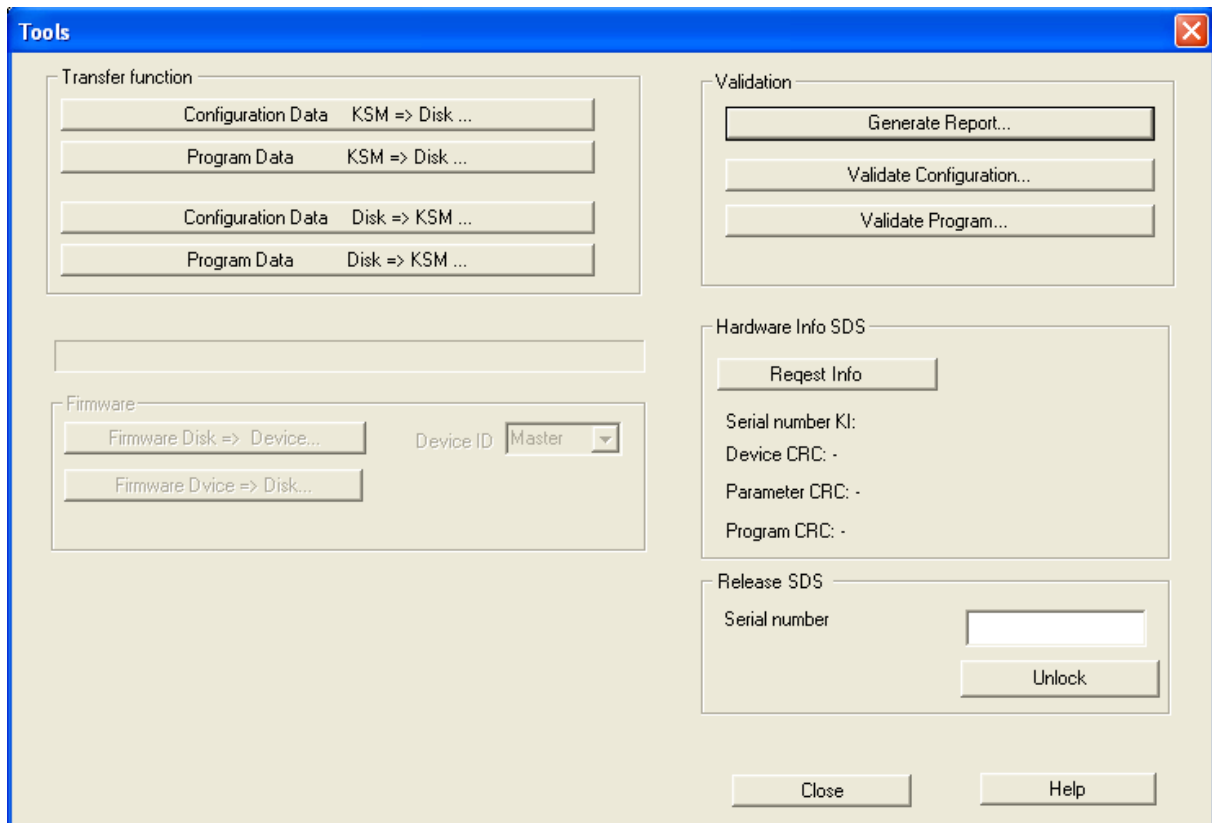 Tools
Transfer function
Configuration Data KSM => Disk ...
Program Data KSM => Disk ...
Configuration Data Disk => KSM ...
Program Data Disk => KSM ...
Firmware
Firmware Disk => Device...
Device ID Master
Firmware Dvice => Disk...
Validation
Generate Report...
Validate Configuration...
Validate Program...
Hardware Info SDS
Reqest Info
Serial number KI:
Device CRC: -
Parameter CRC: -
Program CRC: -
Release SDS
Serial number
Unlock
Close
Help